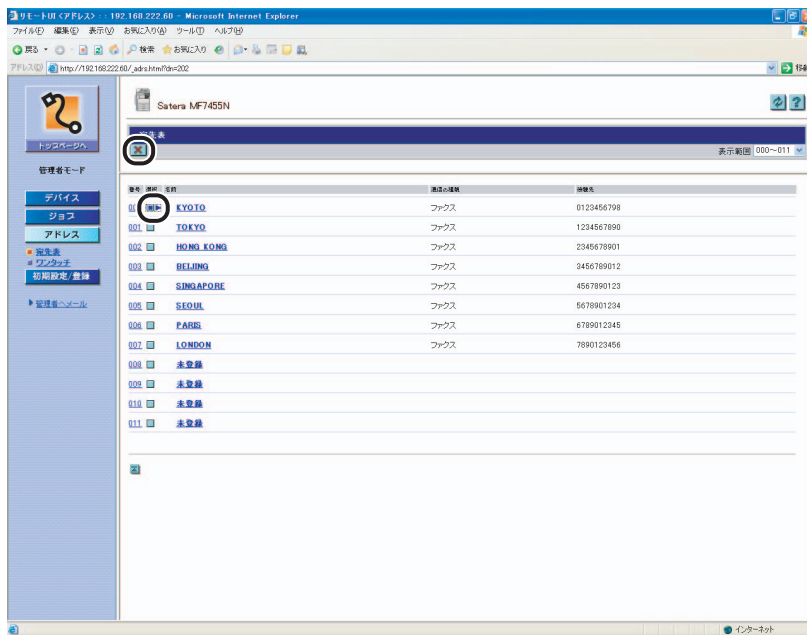 リモートUI <アドレス> : : 192.168.222.60 - Microsoft Internet Explorer
ファイル(F) 編集(E) 表示(V) お気に入り(A) ツール(T) ヘルプ(H)
戻る 検索 お気に入り
アドレス(D) http://192.168.222.60/_adrs.html?dn=202 移動
Satera MF7455N
トップページへ
宛先表
表示範囲 000～011
管理者モード
デバイス
ジョブ
アドレス
宛先表
ワンタッチ
初期設定/登録
管理者へメール
番号 選択 名前 通信の種類 接続先
KYOTO ファクス 0123456798
001 TOKYO ファクス 1234567890
002 HONG KONG ファクス 2345678901
003 BEIJING ファクス 3456789012
004 SINGAPORE ファクス 4567890123
005 SEOUL ファクス 5678901234
006 PARIS ファクス 6789012345
007 LONDON ファクス 7890123456
008 未登録
009 未登録
010 未登録
011 未登録
インターネット